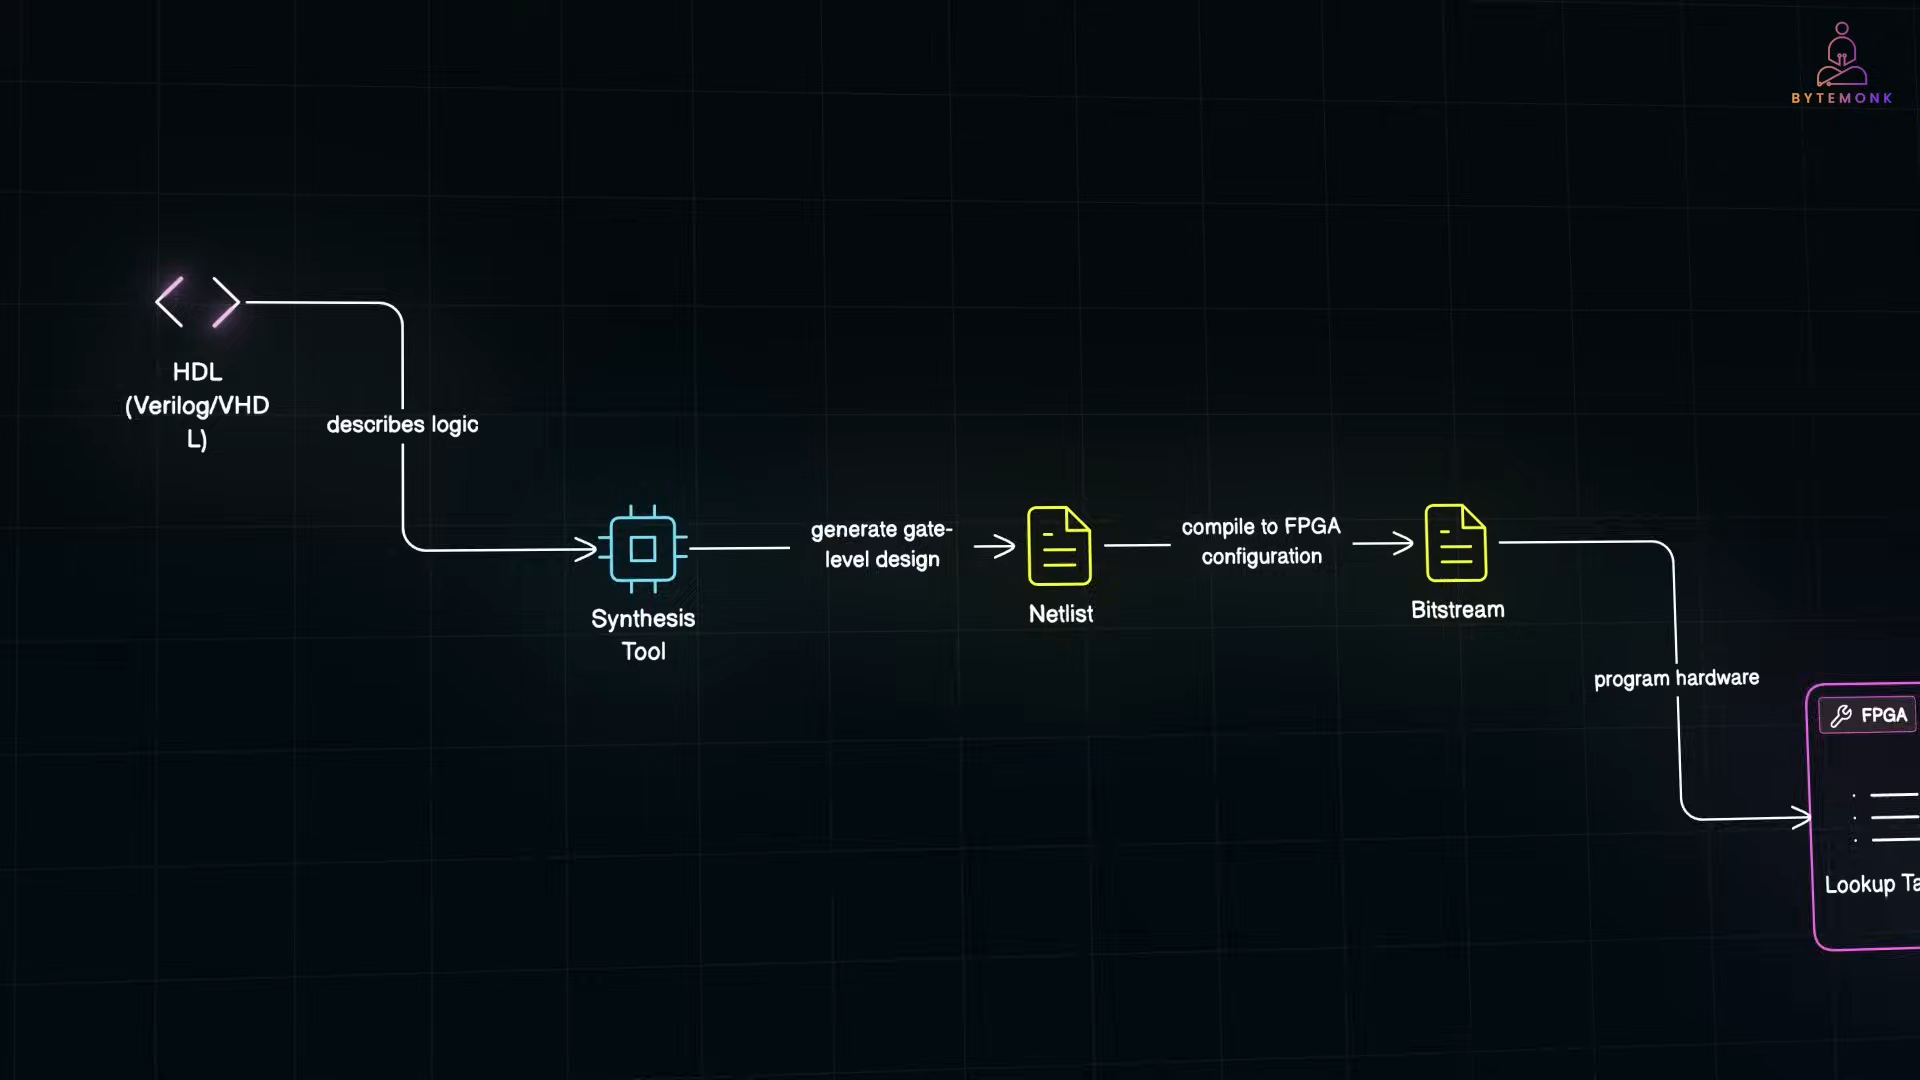 BYTEMONK
HDL
(Verilog/VHD
L)
describes logic
Synthesis
Tool
generate gate-
level design
Netlist
compile to FPGA
configuration
Bitstream
program hardware
FPGA
Lookup Ta